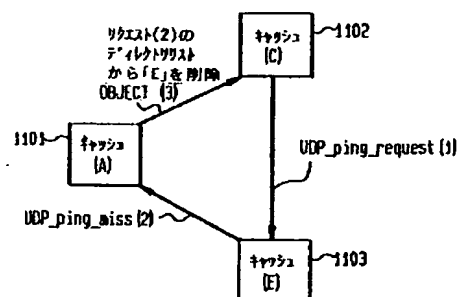 リクエスト(2)の
ディレクトリリスト
から「E」を削除
OBJECT (3)
キャッシュ
(C)
1102
1101
キャッシュ
(A)
UDP_ping_request (1)
UDP_ping_miss (2)
キャッシュ
(E)
1103